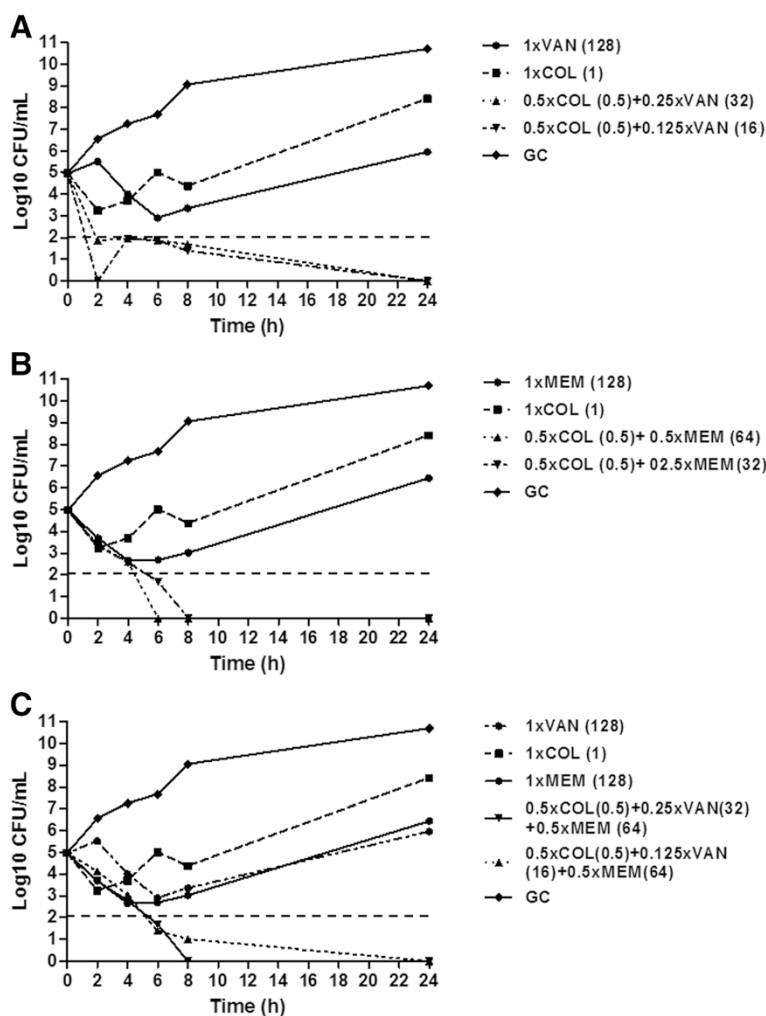 A
Log10 CFU/mL
11
10
9
8
7
6
5
4
3
2
1
0
0 2 4 6 8 10 12 14 16 18 20 22 24
Time (h)
1xVAN (128)
1xCOL (1)
0.5xCOL (0.5)+0.25xVAN (32)
0.5xCOL (0.5)+0.125xVAN (16)
GC
B
Log10 CFU/mL
11
10
9
8
7
6
5
4
3
2
1
0
0 2 4 6 8 10 12 14 16 18 20 22 24
Time (h)
1xMEM (128)
1xCOL (1)
0.5xCOL (0.5)+ 0.5xMEM (64)
0.5xCOL (0.5)+ 02.5xMEM(32)
GC
C
Log10 CFU/mL
11
10
9
8
7
6
5
4
3
2
1
0
0 2 4 6 8 10 12 14 16 18 20 22 24
Time (h)
1xVAN (128)
1xCOL (1)
1xMEM (128)
0.5xCOL(0.5)+0.25xVAN(32)
+0.5xMEM (64)
0.5xCOL(0.5)+0.125xVAN
(16)+0.5xMEM(64)
GC